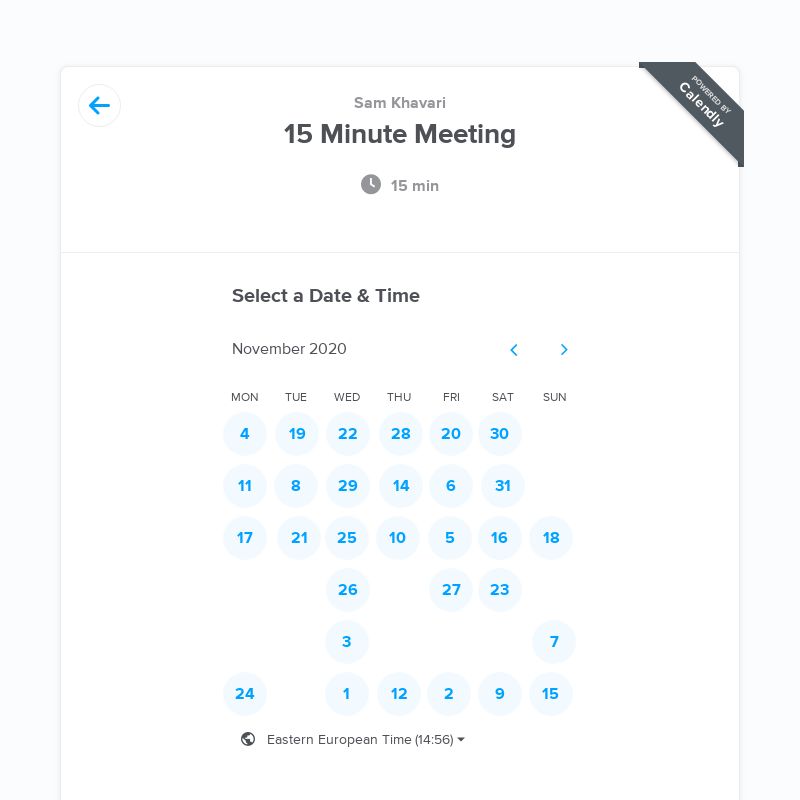 POWERED BY
Calendly
Sam Khavari
15 Minute Meeting
15 min
Select a Date & Time
November 2020
MON TUE WED THU FRI SAT SUN
4 19 22 28 20 30
11 8 29 14 6 31
17 21 25 10 5 16 18
26 27 23
3 7
24 1 12 2 9 15
Eastern European Time (14:56)